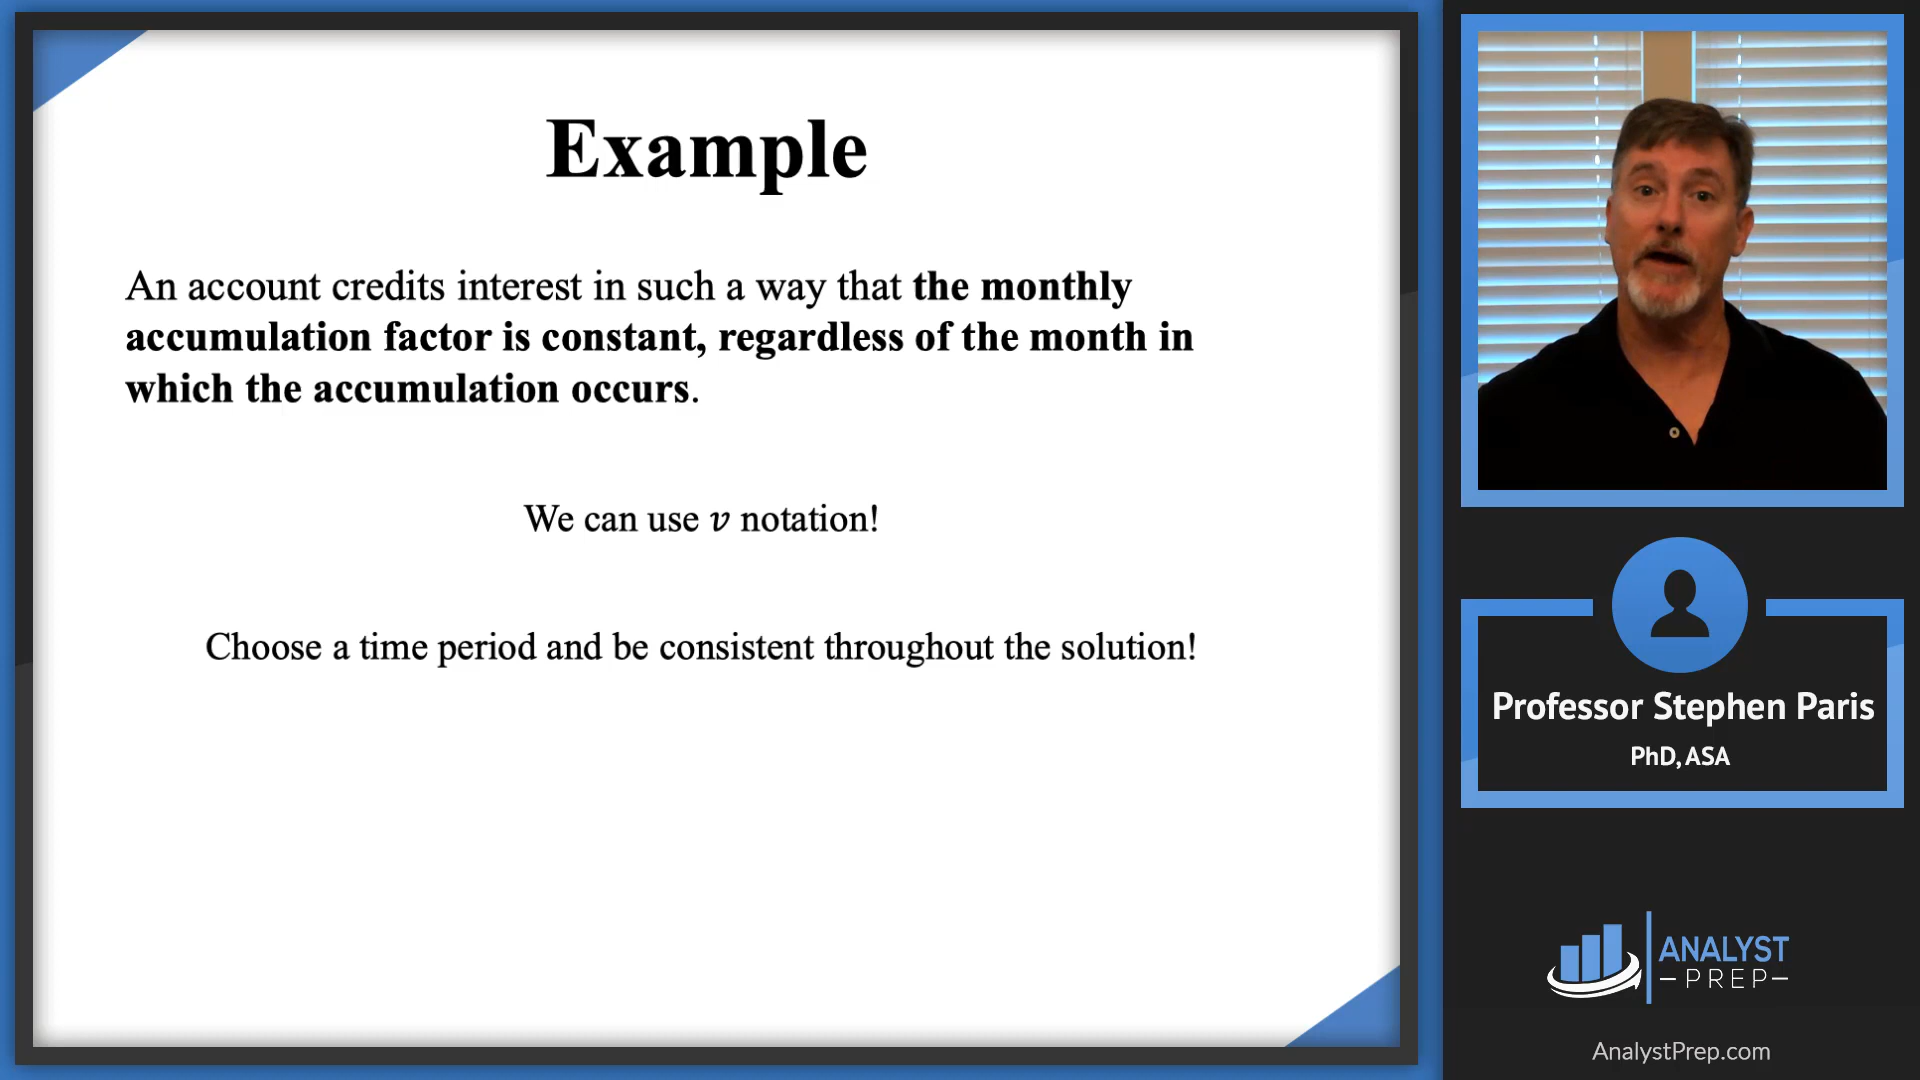 Example
An account credits interest in such a way that the monthly
accumulation factor is constant, regardless of the month in
which the accumulation occurs.
We can use v notation!
Choose a time period and be consistent throughout the solution!
Professor Stephen Paris
PhD, ASA
ANALYST
PREP
AnalystPrep.com